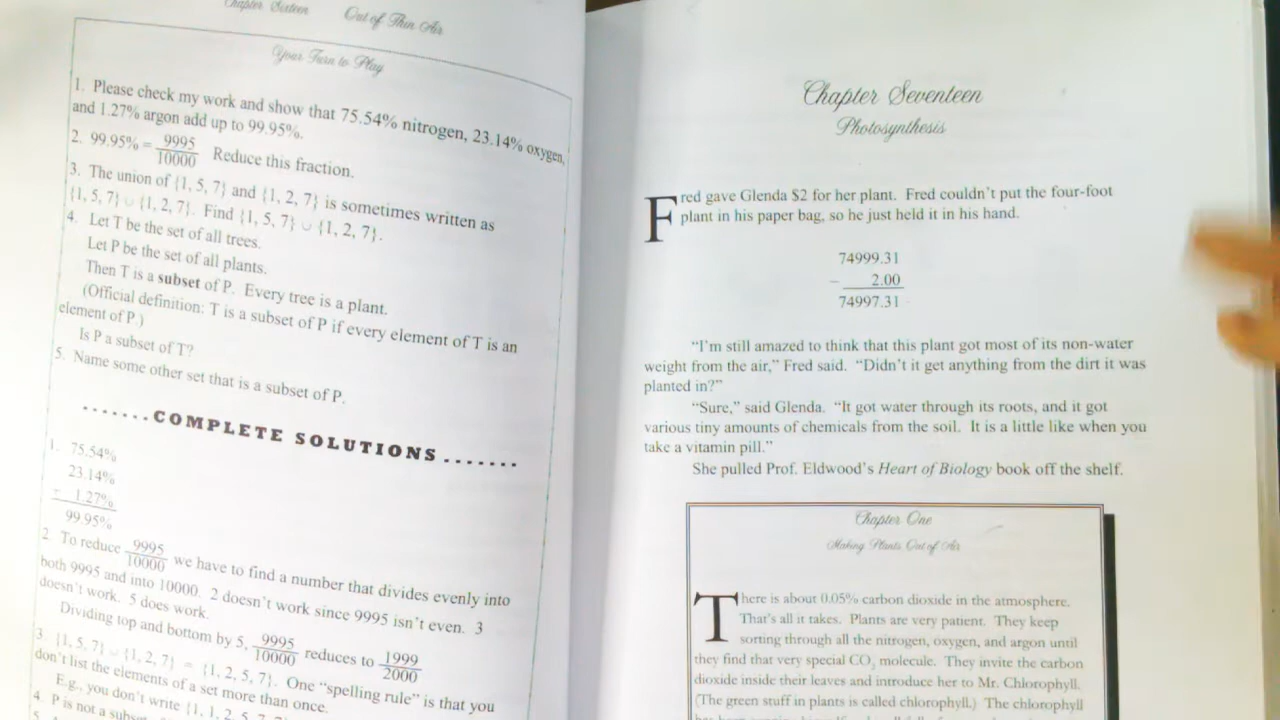 Chapter Sixteen Out of Thin Air
Your Turn to Play
1. Please check my work and show that 75.54% nitrogen, 23.14% oxygen,
and 1.27% argon add up to 99.95%.
2. 99.95% = 9995/10000 Reduce this fraction.
3. The union of {1, 5, 7} and {1, 2, 7} is sometimes written as
{1, 5, 7} ∪ {1, 2, 7}. Find {1, 5, 7} ∪ {1, 2, 7}.
4. Let T be the set of all trees.
Let P be the set of all plants.
Then T is a subset of P. Every tree is a plant.
(Official definition: T is a subset of P if every element of T is an
element of P.)
Is P a subset of T?
5. Name some other set that is a subset of P.
.......COMPLETE SOLUTIONS.......
1. 75.54%
23.14%
+ 1.27%
99.95%
2. To reduce 9995/10000 we have to find a number that divides evenly into
both 9995 and into 10000. 2 doesn't work since 9995 isn't even. 3
doesn't work. 5 does work.
Dividing top and bottom by 5, 9995/10000 reduces to 1999/2000
3. {1, 5, 7} ∪ {1, 2, 7} = {1, 2, 5, 7}. One "spelling rule" is that you
don't list the elements of a set more than once.
E.g., you don't write {1, 1, 2, 5, 7, 7}
4. P is not a
Chapter Seventeen
Photosynthesis
Fred gave Glenda $2 for her plant. Fred couldn't put the four-foot
plant in his paper bag, so he just held it in his hand.
74999.31
– 2.00
74997.31
"I'm still amazed to think that this plant got most of its non-water
weight from the air," Fred said. "Didn't it get anything from the dirt it was
planted in?"
"Sure," said Glenda. "It got water through its roots, and it got
various tiny amounts of chemicals from the soil. It is a little like when you
take a vitamin pill."
She pulled Prof. Eldwood's Heart of Biology book off the shelf.
Chapter One
Making Plants Out of Air
There is about 0.05% carbon dioxide in the atmosphere.
That's all it takes. Plants are very patient. They keep
sorting through all the nitrogen, oxygen, and argon until
they find that very special CO₂ molecule. They invite the carbon
dioxide inside their leaves and introduce her to Mr. Chlorophyll.
(The green stuff in plants is called chlorophyll.) The chlorophyll